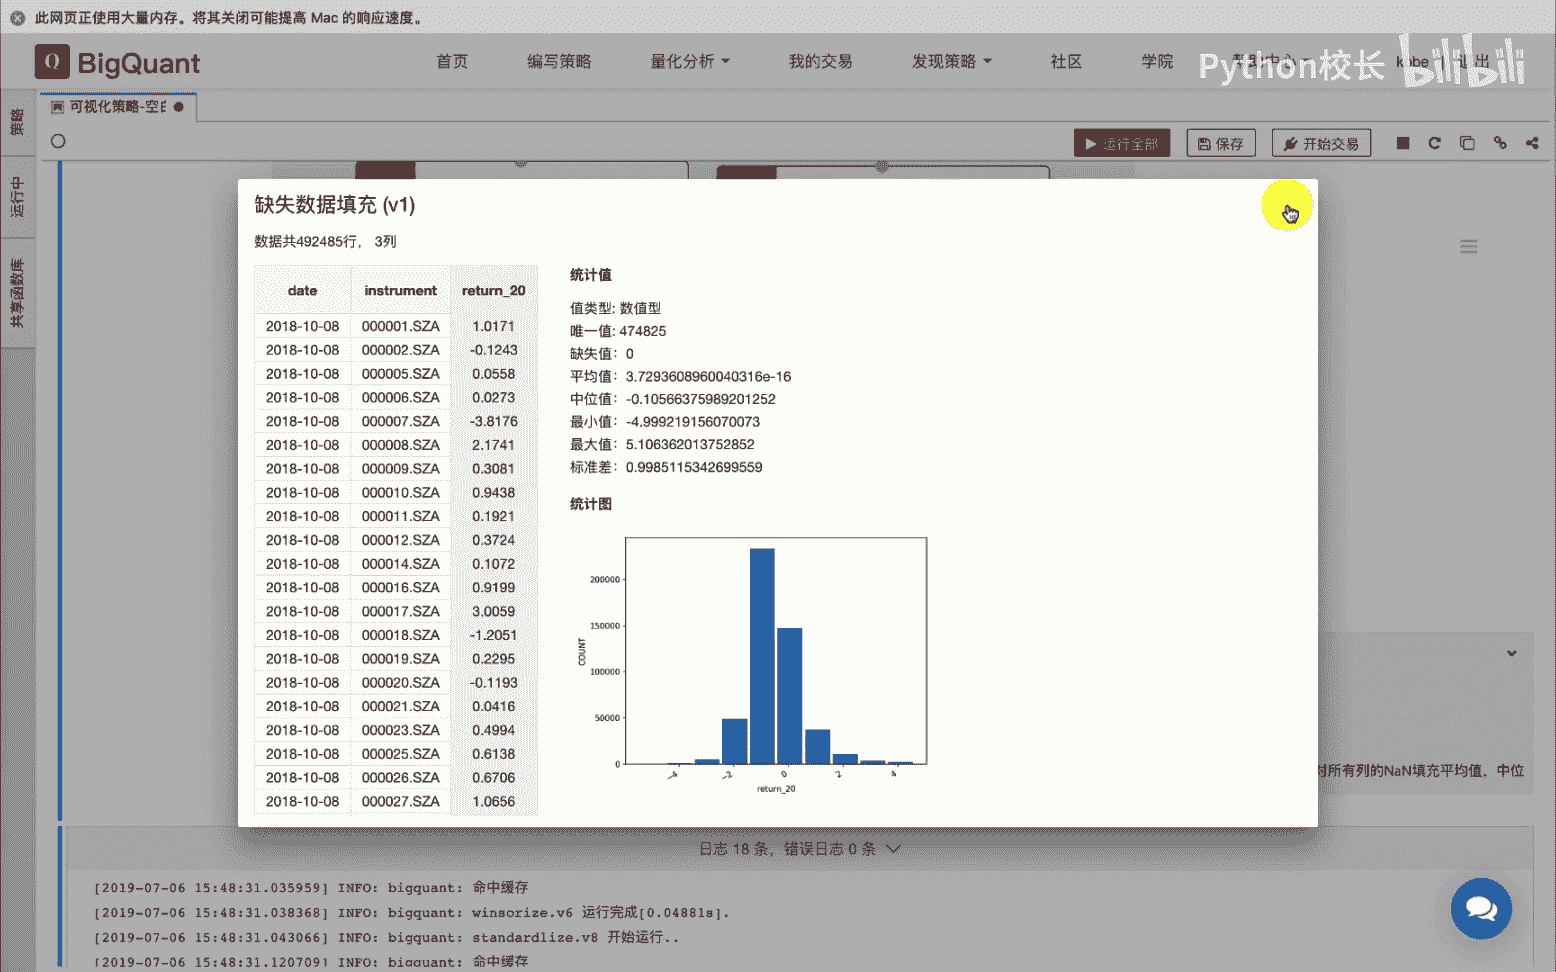 此网页正使用大量内存。将其关闭可能提高 Mac 的响应速度。
Q BigQuant 首页 编写策略 量化分析 我的交易 发现策略 社区 学院 帮助中心 kobe 退出
Python校长 bilibili
可视化策略-空白
策略
运行中
共享函数库
运行全部 保存 开始交易
缺失数据填充 (v1)
数据共492485行， 3列
date instrument return_20
2018-10-08 000001.SZA 1.0171
2018-10-08 000002.SZA -0.1243
2018-10-08 000005.SZA 0.0558
2018-10-08 000006.SZA 0.0273
2018-10-08 000007.SZA -3.8176
2018-10-08 000008.SZA 2.1741
2018-10-08 000009.SZA 0.3081
2018-10-08 000010.SZA 0.9438
2018-10-08 000011.SZA 0.1921
2018-10-08 000012.SZA 0.3724
2018-10-08 000014.SZA 0.1072
2018-10-08 000016.SZA 0.9199
2018-10-08 000017.SZA 3.0059
2018-10-08 000018.SZA -1.2051
2018-10-08 000019.SZA 0.2295
2018-10-08 000020.SZA -0.1193
2018-10-08 000021.SZA 0.0416
2018-10-08 000023.SZA 0.4994
2018-10-08 000025.SZA 0.6138
2018-10-08 000026.SZA 0.6706
2018-10-08 000027.SZA 1.0656
统计值
值类型: 数值型
唯一值: 474825
缺失值: 0
平均值: 3.7293608960040316e-16
中位值: -0.10566375989201252
最小值: -4.999219156070073
最大值: 5.106362013752852
标准差: 0.9985115342699559
统计图
200000
150000
100000
50000
0
COUNT
-4 -2 0 2 4
return_20
对所有列的NaN填充平均值，中位
日志 18 条，错误日志 0 条
[2019-07-06 15:48:31.035959] INFO: bigquant: 命中缓存
[2019-07-06 15:48:31.038368] INFO: bigquant: winsorize.v6 运行完成[0.04881s].
[2019-07-06 15:48:31.043066] INFO: bigquant: standardlize.v8 开始运行..
[2019-07-06 15:48:31.120709] INFO: bigquant: 命中缓存